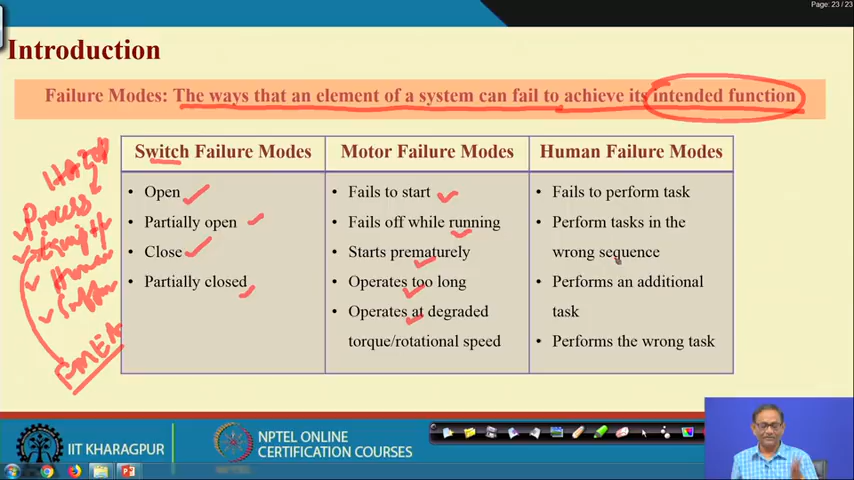 Page: 23 / 23
Introduction
Failure Modes: The ways that an element of a system can fail to achieve its intended function
Switch Failure Modes
• Open
• Partially open
• Close
• Partially closed
Motor Failure Modes
• Fails to start
• Fails off while running
• Starts prematurely
• Operates too long
• Operates at degraded
torque/rotational speed
Human Failure Modes
• Fails to perform task
• Perform tasks in the
wrong sequence
• Performs an additional
task
• Performs the wrong task
Process
Human
FMEA
IIT KHARAGPUR
NPTEL ONLINE
CERTIFICATION COURSES